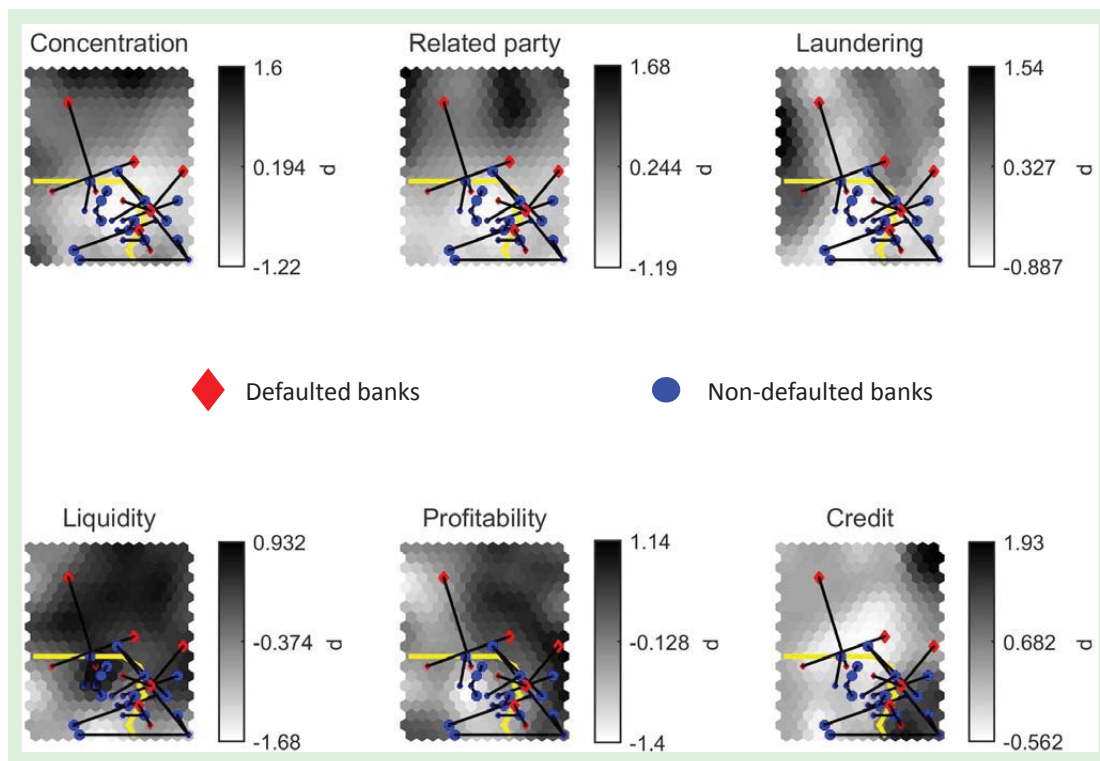 Concentration
1.6
0.194
d
-1.22
Related party
1.68
0.244
d
-1.19
Laundering
1.54
0.327
d
-0.887
Defaulted banks
Non-defaulted banks
Liquidity
0.932
-0.374
d
-1.68
Profitability
1.14
-0.128
d
-1.4
Credit
1.93
0.682
d
-0.562